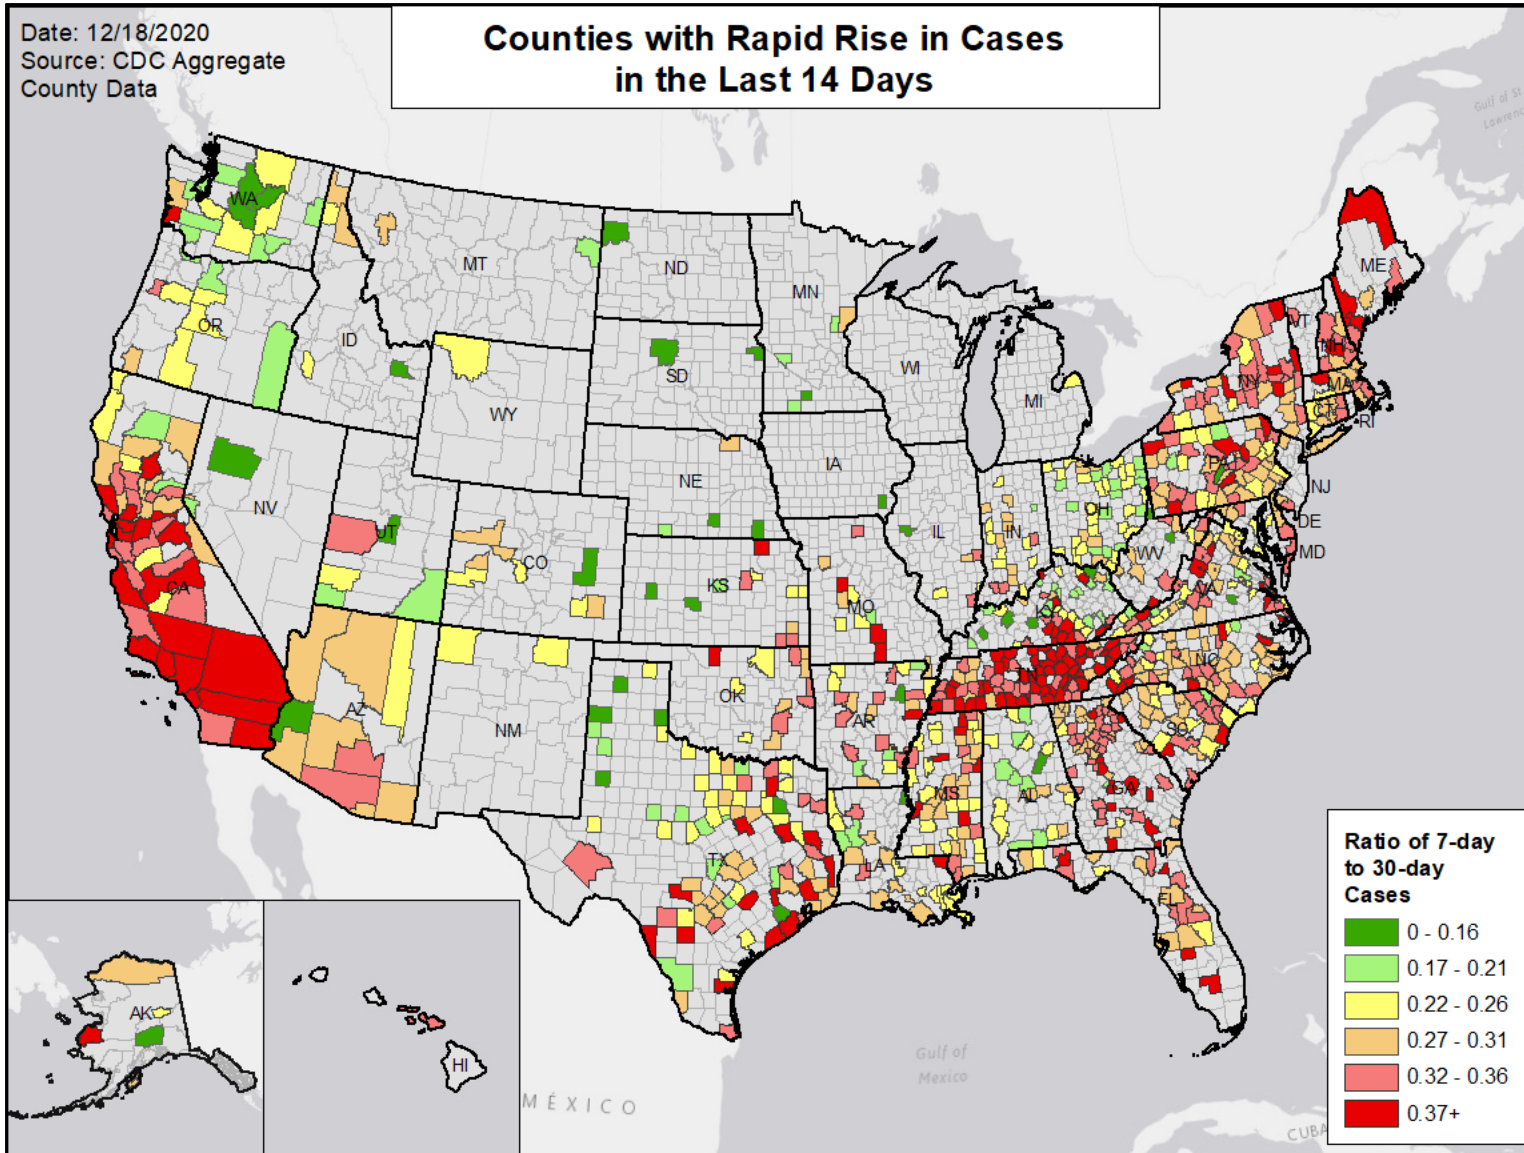 Date: 12/18/2020
Source: CDC Aggregate
County Data
Counties with Rapid Rise in Cases
in the Last 14 Days
Gulf of St
Lawrence
WA
MT
ND
MN
ME
OR
ID
SD
WI
MI
VT
NH
NY
MA
CT
RI
WY
IA
NE
PA
NJ
NV
UT
CO
IL
IN
OH
DE
MD
WV
CA
KS
MO
KY
VA
AZ
NM
OK
AR
TN
NC
SC
MS
AL
GA
TX
LA
FL
AK
HI
Gulf of
Mexico
MÉXICO
CUBA
Ratio of 7-day
to 30-day
Cases
0 - 0.16
0.17 - 0.21
0.22 - 0.26
0.27 - 0.31
0.32 - 0.36
0.37+